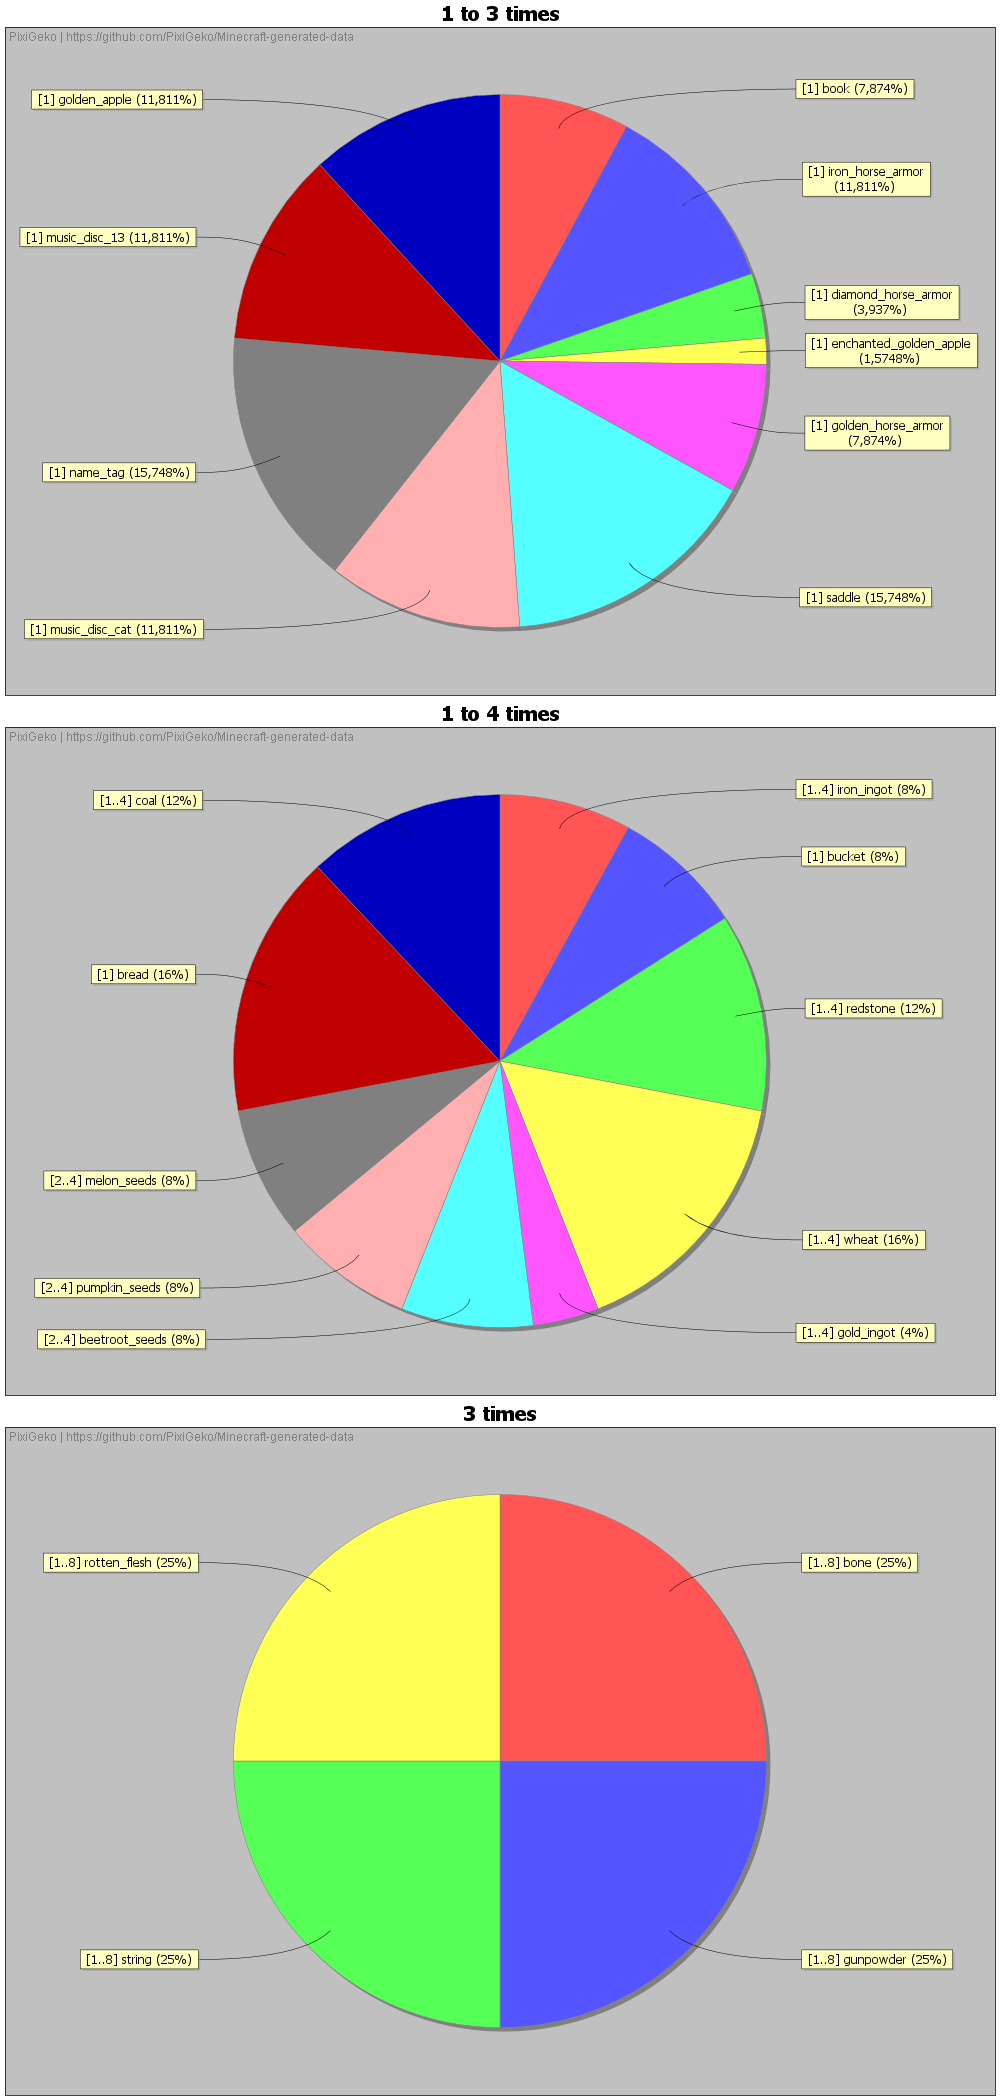 1 to 3 times
PixiGeko | https://github.com/PixiGeko/Minecraft-generated-data
[1] golden_apple (11,811%)
[1] book (7,874%)
[1] iron_horse_armor
(11,811%)
[1] music_disc_13 (11,811%)
[1] diamond_horse_armor
(3,937%)
[1] enchanted_golden_apple
(1,5748%)
[1] golden_horse_armor
(7,874%)
[1] name_tag (15,748%)
[1] saddle (15,748%)
[1] music_disc_cat (11,811%)
1 to 4 times
PixiGeko | https://github.com/PixiGeko/Minecraft-generated-data
[1..4] coal (12%)
[1..4] iron_ingot (8%)
[1] bucket (8%)
[1] bread (16%)
[1..4] redstone (12%)
[2..4] melon_seeds (8%)
[1..4] wheat (16%)
[2..4] pumpkin_seeds (8%)
[2..4] beetroot_seeds (8%)
[1..4] gold_ingot (4%)
3 times
PixiGeko | https://github.com/PixiGeko/Minecraft-generated-data
[1..8] rotten_flesh (25%)
[1..8] bone (25%)
[1..8] string (25%)
[1..8] gunpowder (25%)